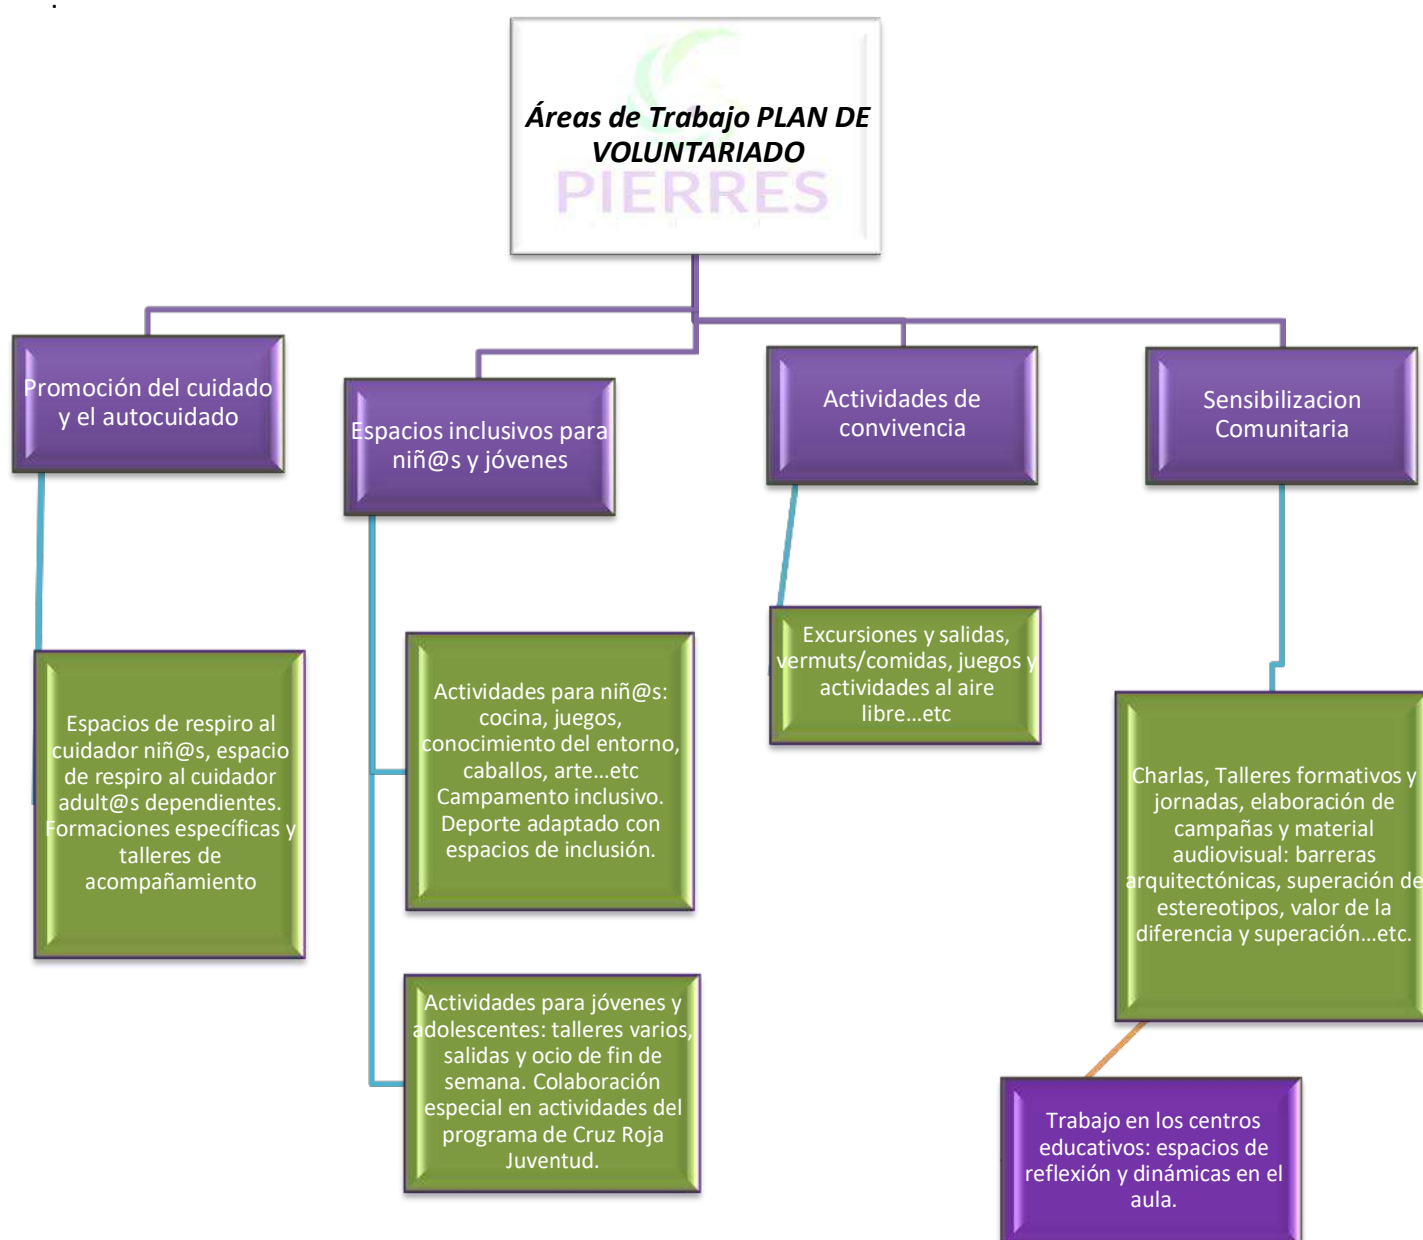 .
Áreas de Trabajo PLAN DE
VOLUNTARIADO
PIERRES
Promoción del cuidado
y el autocuidado
Espacios inclusivos para
niñ@s y jóvenes
Actividades de
convivencia
Sensibilizacion
Comunitaria
Espacios de respiro al
cuidador niñ@s, espacio
de respiro al cuidador
adult@s dependientes.
Formaciones específicas y
talleres de
acompañamiento
Actividades para niñ@s:
cocina, juegos,
conocimiento del entorno,
caballos, arte...etc
Campamento inclusivo.
Deporte adaptado con
espacios de inclusión.
Actividades para jóvenes y
adolescentes: talleres varios,
salidas y ocio de fin de
semana. Colaboración
especial en actividades del
programa de Cruz Roja
Juventud.
Excursiones y salidas,
vermuts/comidas, juegos y
actividades al aire
libre...etc
Charlas, Talleres formativos y
jornadas, elaboración de
campañas y material
audiovisual: barreras
arquitectónicas, superación de
estereotipos, valor de la
diferencia y superación...etc.
Trabajo en los centros
educativos: espacios de
reflexión y dinámicas en el
aula.